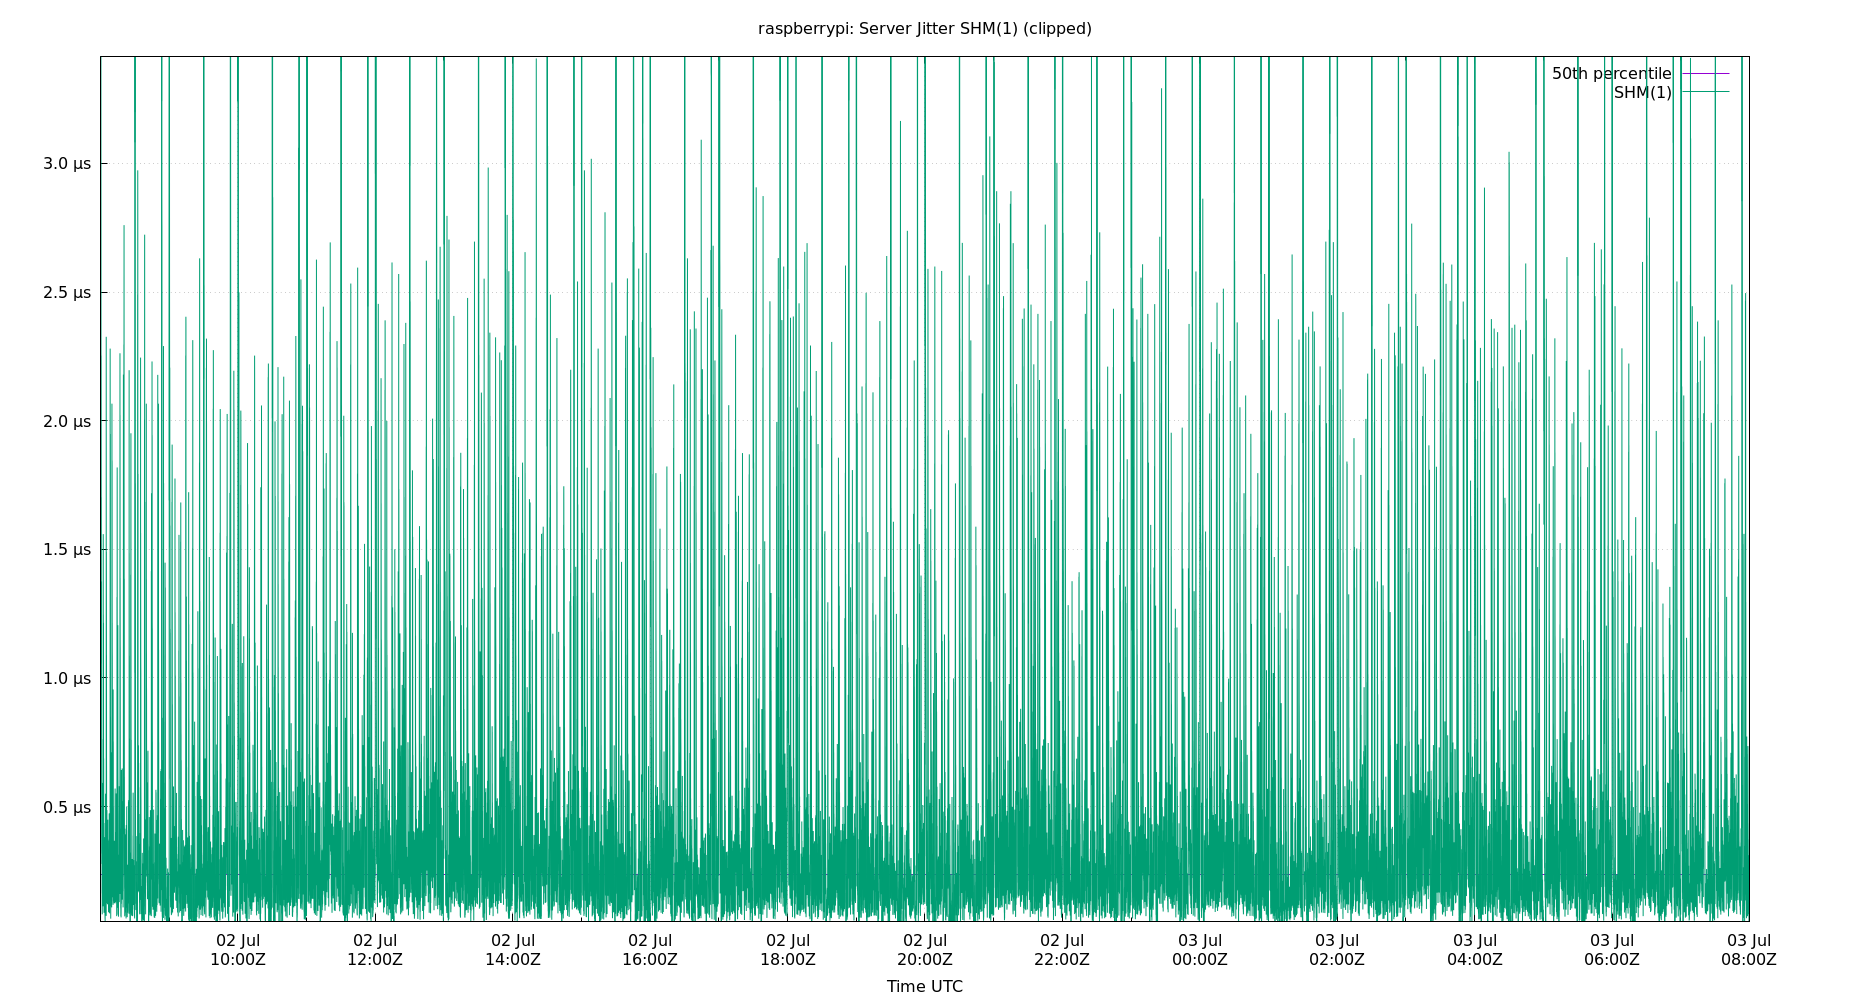 raspberrypi: Server Jitter SHM(1) (clipped)
50th percentile
SHM(1)
3.0 µs
2.5 µs
2.0 µs
1.5 µs
1.0 µs
0.5 µs
02 Jul 02 Jul 02 Jul 02 Jul 02 Jul 02 Jul 02 Jul 03 Jul 03 Jul 03 Jul 03 Jul 03 Jul
10:00Z 12:00Z 14:00Z 16:00Z 18:00Z 20:00Z 22:00Z 00:00Z 02:00Z 04:00Z 06:00Z 08:00Z
Time UTC